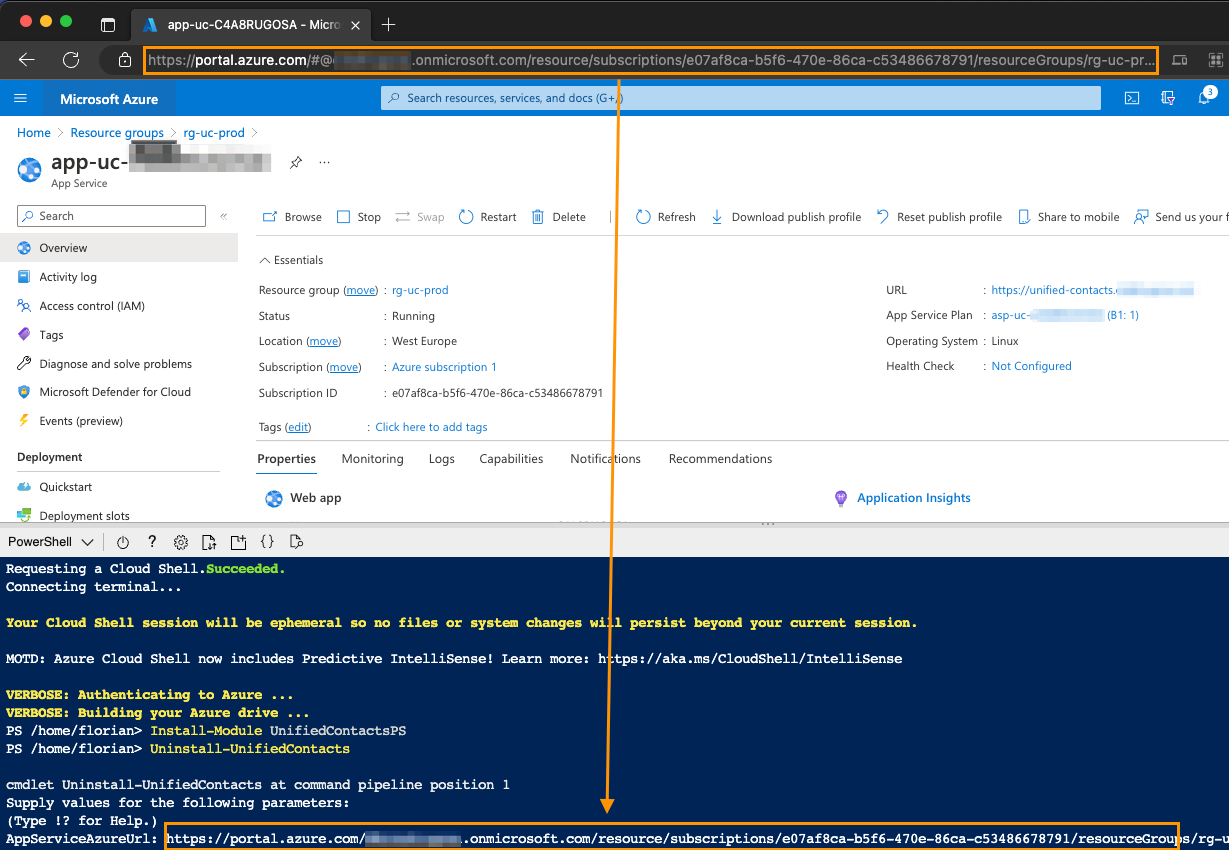 app-uc-C4A8RUGOSA - Micro
https://portal.azure.com/#@ .onmicrosoft.com/resource/subscriptions/e07af8ca-b5f6-470e-86ca-c53486678791/resourceGroups/rg-uc-pr...
Microsoft Azure
Search resources, services, and docs (G+/)
3
Home > Resource groups > rg-uc-prod >
app-uc-
...
App Service
Search
«
Browse Stop Swap Restart Delete Refresh Download publish profile Reset publish profile Share to mobile Send us your f
Overview
Activity log
Access control (IAM)
Tags
Diagnose and solve problems
Microsoft Defender for Cloud
Events (preview)
Deployment
Quickstart
Deployment slots
Essentials
Resource group (move) : rg-uc-prod
Status : Running
Location (move) : West Europe
Subscription (move) : Azure subscription 1
Subscription ID : e07af8ca-b5f6-470e-86ca-c53486678791
Tags (edit) : Click here to add tags
URL : https://unified-contacts.
App Service Plan : asp-uc- (B1: 1)
Operating System : Linux
Health Check : Not Configured
Properties Monitoring Logs Capabilities Notifications Recommendations
Web app
Application Insights
PowerShell
? {}
Requesting a Cloud Shell.Succeeded.
Connecting terminal...
Your Cloud Shell session will be ephemeral so no files or system changes will persist beyond your current session.
MOTD: Azure Cloud Shell now includes Predictive IntelliSense! Learn more: https://aka.ms/CloudShell/IntelliSense
VERBOSE: Authenticating to Azure ...
VERBOSE: Building your Azure drive ...
PS /home/florian> Install-Module UnifiedContactsPS
PS /home/florian> Uninstall-UnifiedContacts
cmdlet Uninstall-UnifiedContacts at command pipeline position 1
Supply values for the following parameters:
(Type !? for Help.)
AppServiceAzureUrl: https://portal.azure.com/ .onmicrosoft.com/resource/subscriptions/e07af8ca-b5f6-470e-86ca-c53486678791/resourceGroups/rg-u